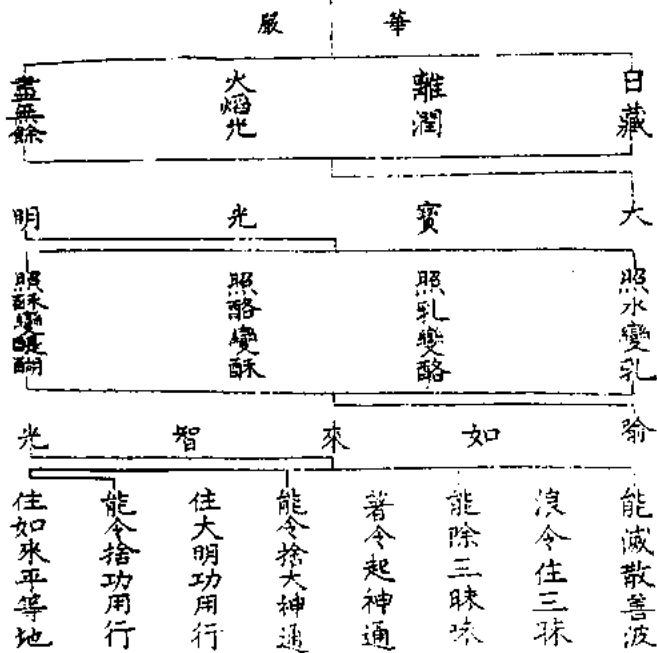 華嚴
日藏
離潤
火焰光
盡無餘
大寶光明
照水變乳
照乳變酪
照酪變酥
照酥變醍醐
喻如來智光
能滅散善波
浪令住三昧
能除三昧味
著令起神通
能令捨大神通
住大明功用行
能令捨功用行
住如來平等地